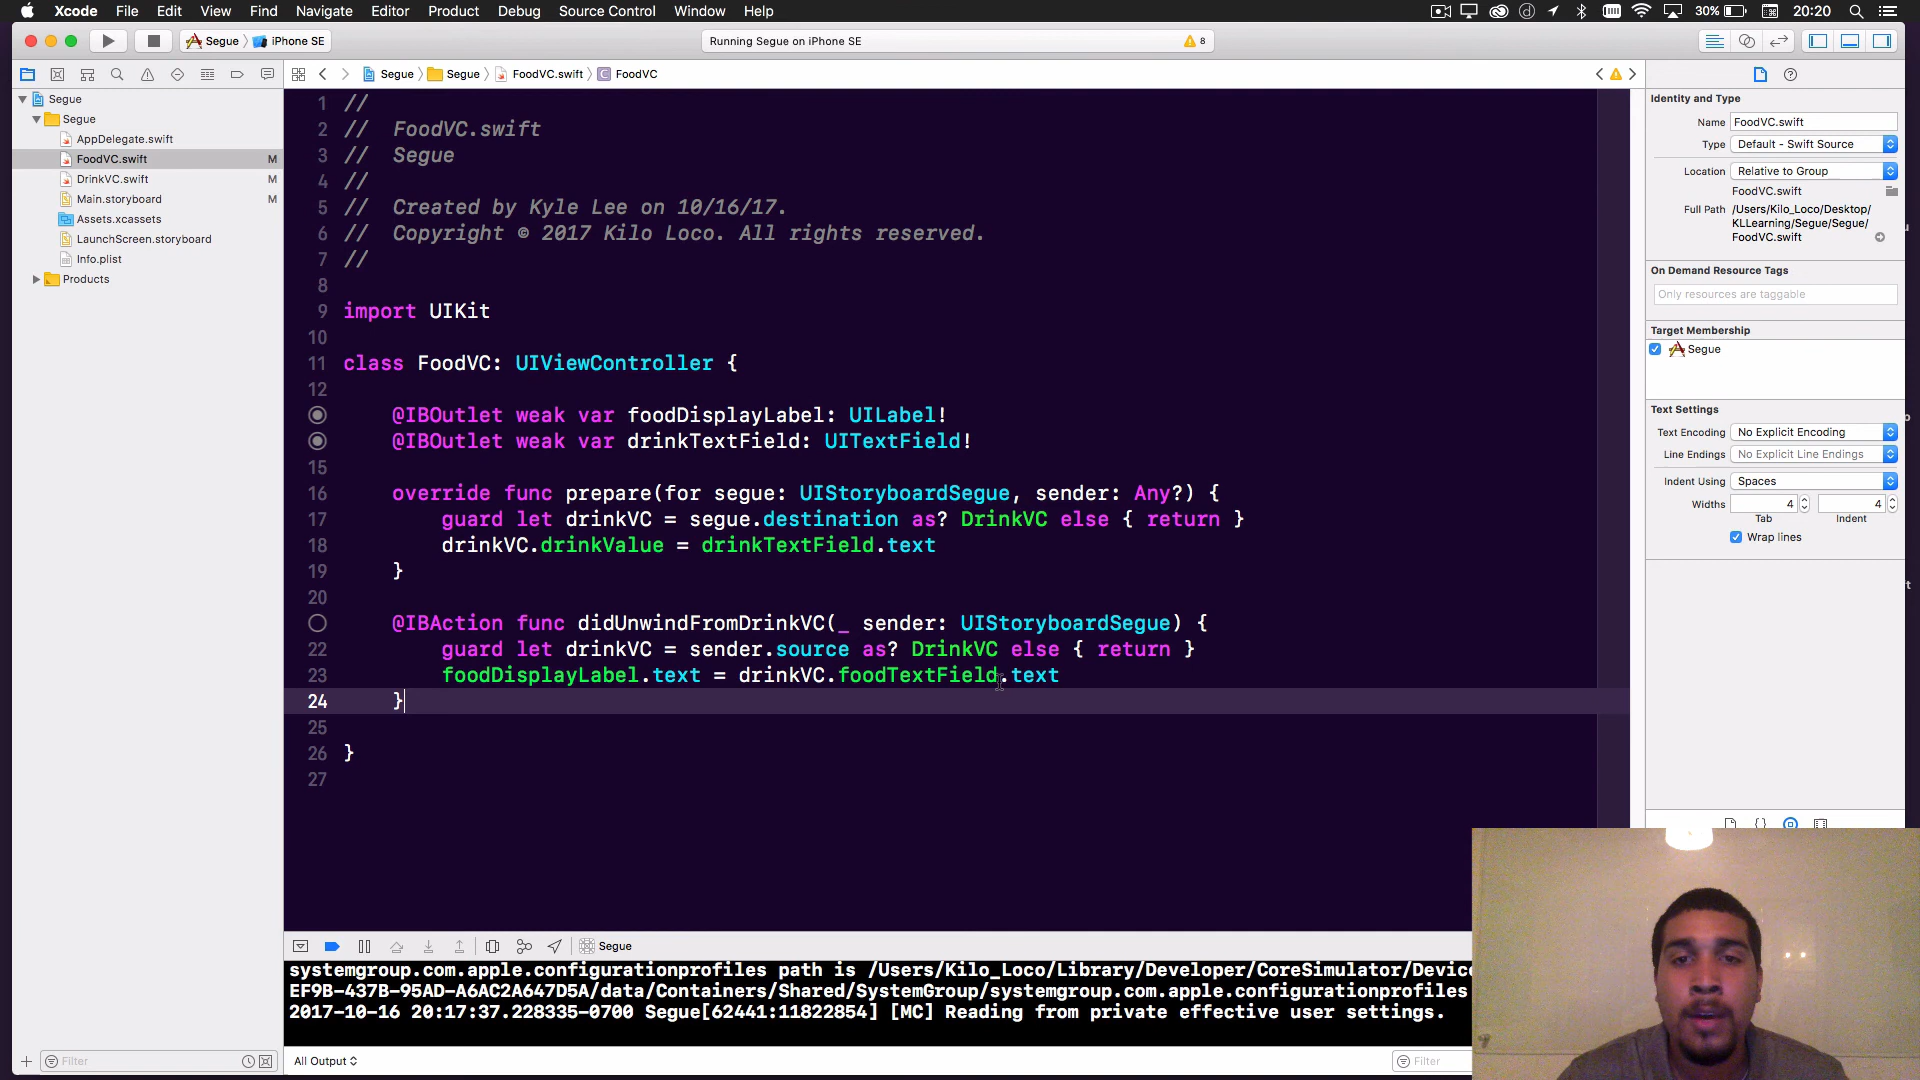 Xcode File Edit View Find Navigate Editor Product Debug Source Control Window Help
30% 20:20
Segue iPhone SE
Running Segue on iPhone SE
8
Segue Segue FoodVC.swift C FoodVC
Segue
Segue
AppDelegate.swift
FoodVC.swift M
DrinkVC.swift M
Main.storyboard M
Assets.xcassets
LaunchScreen.storyboard
Info.plist
Products
1 //
2 // FoodVC.swift
3 // Segue
4 //
5 // Created by Kyle Lee on 10/16/17.
6 // Copyright © 2017 Kilo Loco. All rights reserved.
7 //
8
9 import UIKit
10
11 class FoodVC: UIViewController {
12
@IBOutlet weak var foodDisplayLabel: UILabel!
@IBOutlet weak var drinkTextField: UITextField!
15
16 override func prepare(for segue: UIStoryboardSegue, sender: Any?) {
17 guard let drinkVC = segue.destination as? DrinkVC else { return }
18 drinkVC.drinkValue = drinkTextField.text
19 }
20
@IBAction func didUnwindFromDrinkVC(_ sender: UIStoryboardSegue) {
22 guard let drinkVC = sender.source as? DrinkVC else { return }
23 foodDisplayLabel.text = drinkVC.foodTextField.text
24 }
25
26 }
27
Identity and Type
Name FoodVC.swift
Type Default - Swift Source
Location Relative to Group
FoodVC.swift
Full Path /Users/Kilo_Loco/Desktop/
KLLearning/Segue/Segue/
FoodVC.swift
On Demand Resource Tags
Only resources are taggable
Target Membership
Segue
Text Settings
Text Encoding No Explicit Encoding
Line Endings No Explicit Line Endings
Indent Using Spaces
Widths 4 4
Tab Indent
Wrap lines
Segue
systemgroup.com.apple.configurationprofiles path is /Users/Kilo_Loco/Library/Developer/CoreSimulator/Device
EF9B-437B-95AD-A6AC2A647D5A/data/Containers/Shared/SystemGroup/systemgroup.com.apple.configurationprofiles
2017-10-16 20:17:37.228335-0700 Segue[62441:11822854] [MC] Reading from private effective user settings.
Filter
All Output
Filter